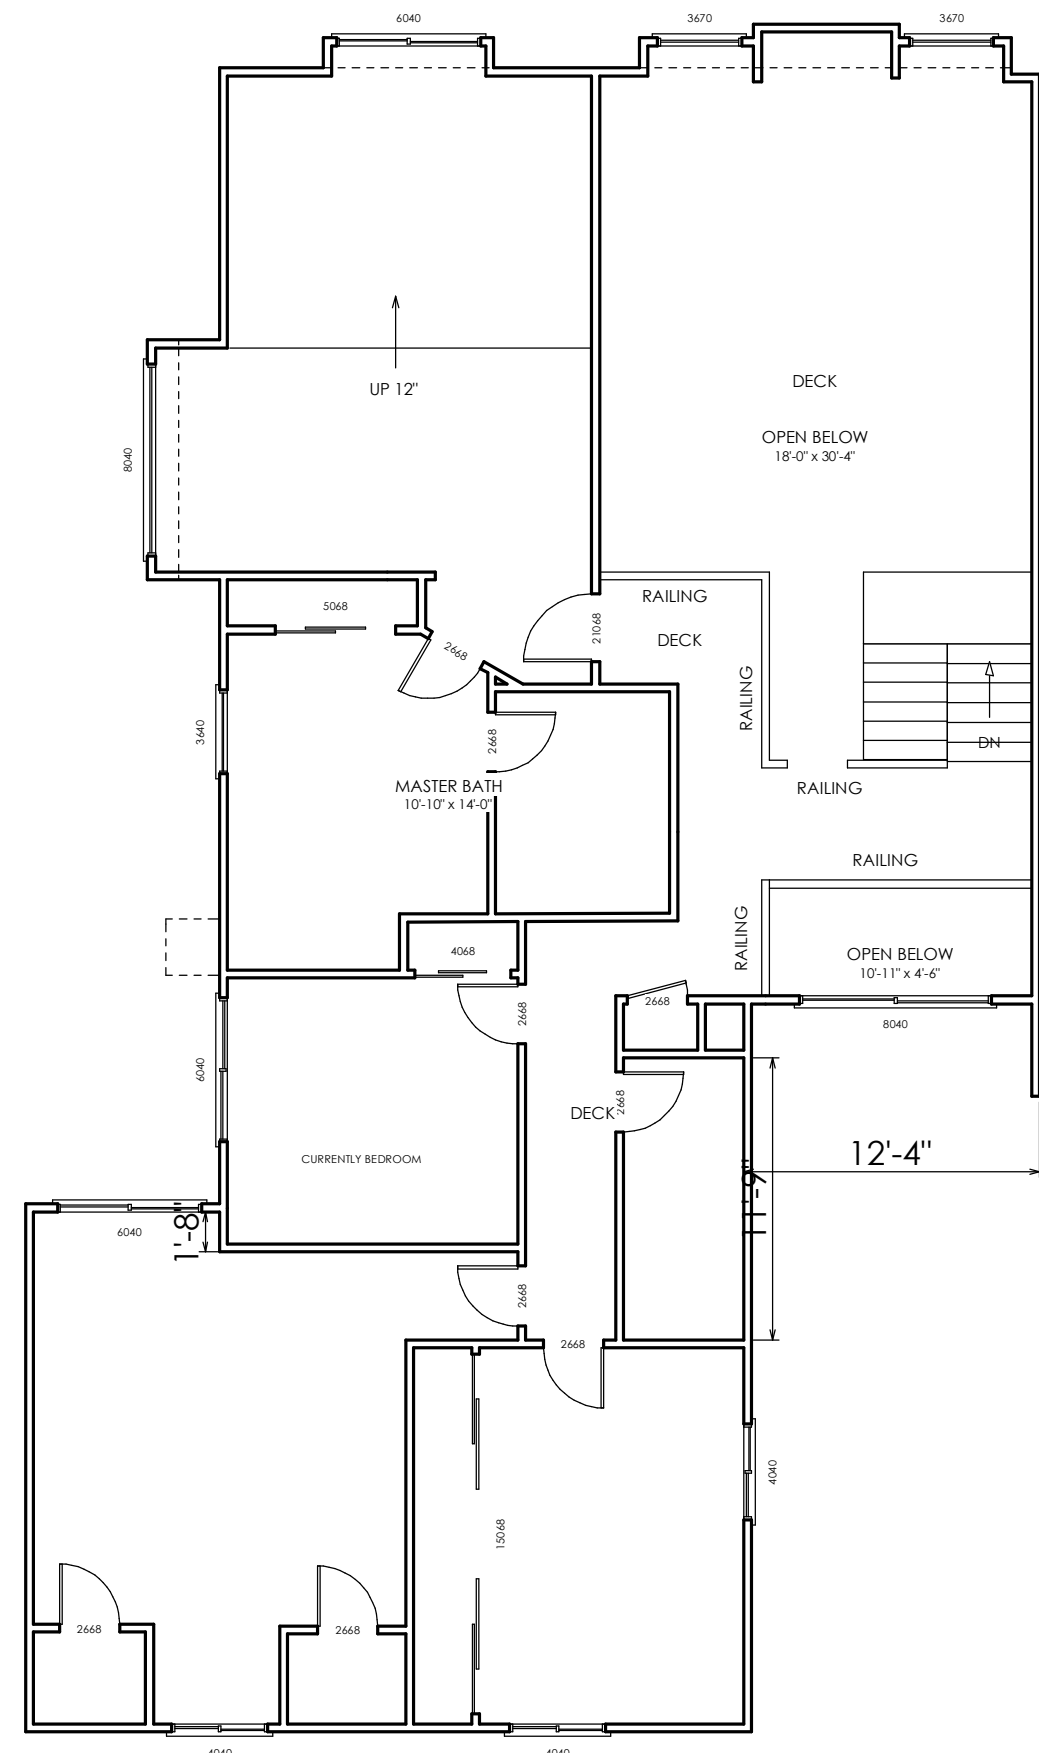 6040
3670
3670
DECK
UP 12"
OPEN BELOW
18'-0" x 30'-4"
8040
RAILING
5068
21068
DECK
2668
RAILING
3640
2668
DN
MASTER BATH
10'-10" x 14'-0"
RAILING
RAILING
RAILING
4068
OPEN BELOW
10'-11" x 4'-6"
2668
2668
8040
6040
2668
DECK
12'-4"
CURRENTLY BEDROOM
11'-9"
1'-8"
6040
2668
2668
4040
15068
2668
2668
4040
4040